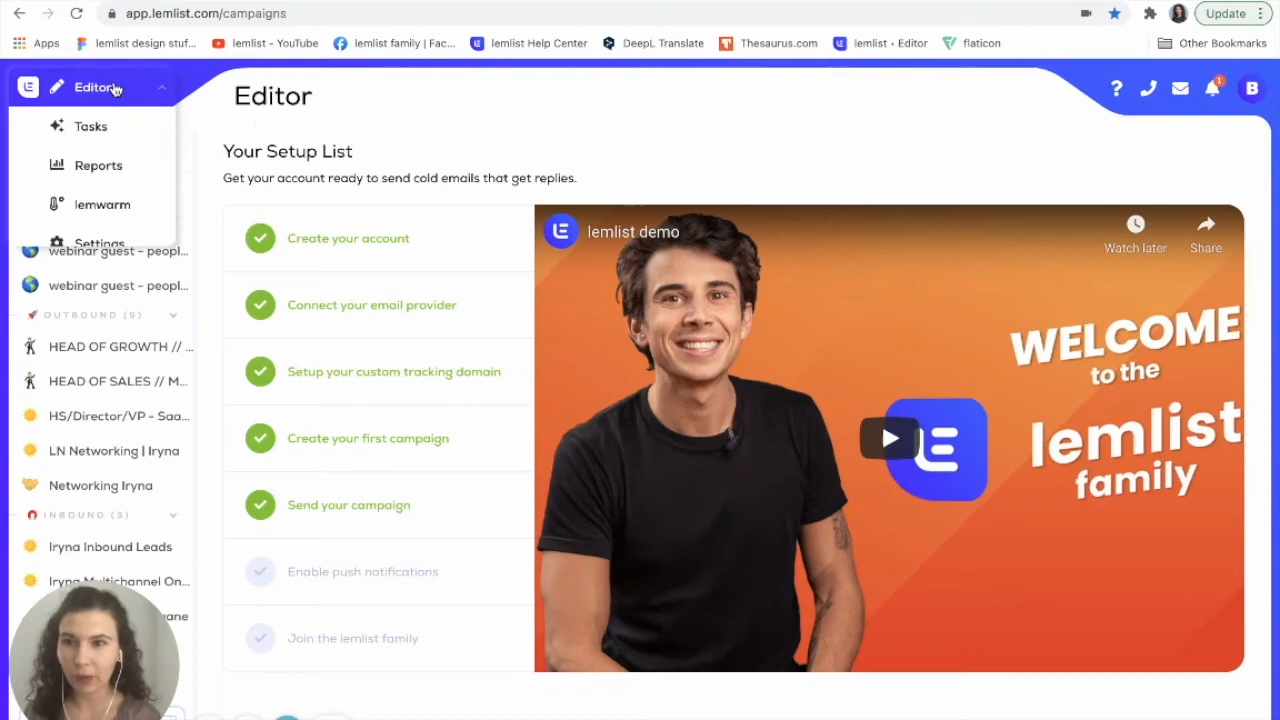 app.lemlist.com/campaigns
Update
Apps
lemlist design stuf...
lemlist - YouTube
lemlist family | Fac...
lemlist Help Center
DeepL Translate
Thesaurus.com
lemlist • Editor
flaticon
Other Bookmarks
Editor
Tasks
Reports
lemwarm
Settings
webinar guest - peopl...
webinar guest - peopl...
OUTBOUND (5)
HEAD OF GROWTH // ...
HEAD OF SALES // M...
HS/Director/VP - Saa...
LN Networking | Iryna
Networking Iryna
INBOUND (3)
Iryna Inbound Leads
Iryna Multichannel On...
ane
Editor
1
B
Your Setup List
Get your account ready to send cold emails that get replies.
Create your account
Connect your email provider
Setup your custom tracking domain
Create your first campaign
Send your campaign
Enable push notifications
Join the lemlist family
lemlist demo
Watch later
Share
WELCOME
to the
lemlist
family